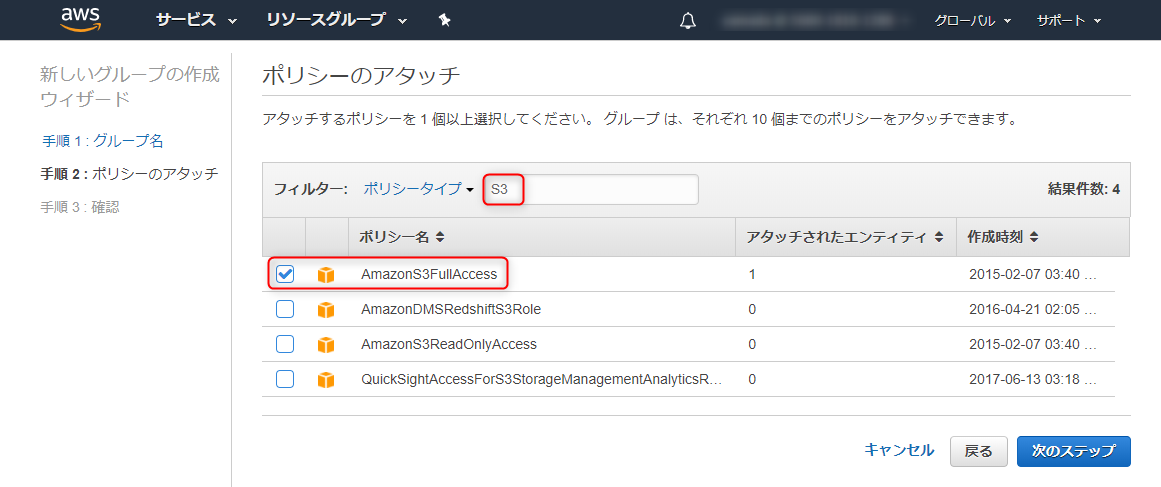 aws サービス リソースグループ グローバル サポート
新しいグループの作成
ウィザード
手順 1 : グループ名
手順 2 : ポリシーのアタッチ
手順 3 : 確認
ポリシーのアタッチ
アタッチするポリシーを 1 個以上選択してください。 グループ は、それぞれ 10 個までのポリシーをアタッチできます。
フィルター: ポリシータイプ S3 結果件数: 4
ポリシー名 アタッチされたエンティティ 作成時刻
AmazonS3FullAccess 1 2015-02-07 03:40 ...
AmazonDMSRedshiftS3Role 0 2016-04-21 02:05 ...
AmazonS3ReadOnlyAccess 0 2015-02-07 03:40 ...
QuickSightAccessForS3StorageManagementAnalyticsR... 0 2017-06-13 03:18 ...
キャンセル 戻る 次のステップ